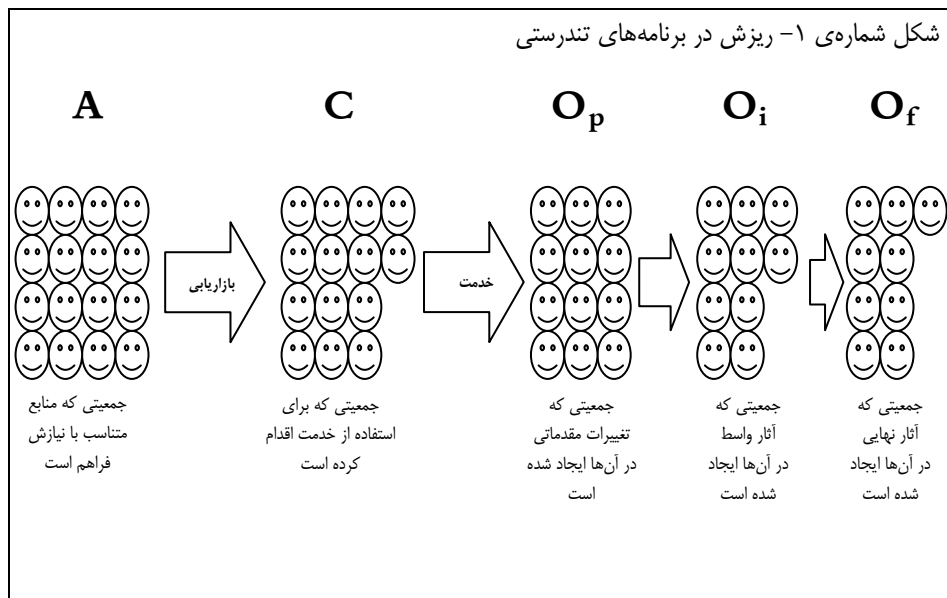 شکل شماره‌ی ۱- ریزش در برنامه‌های تندرستی
A C Op Oi Of
بازاریابی
خدمت
جمعیتی که منابع
متناسب با نیازش
فراهم است
جمعیتی که برای
استفاده از خدمت اقدام
کرده است
جمعیتی که
تغییرات مقدماتی
در آن‌ها ایجاد شده
است
جمعیتی که
آثار واسط
در آن‌ها ایجاد
شده است
جمعیتی که
آثار نهایی
در آن‌ها ایجاد
شده است